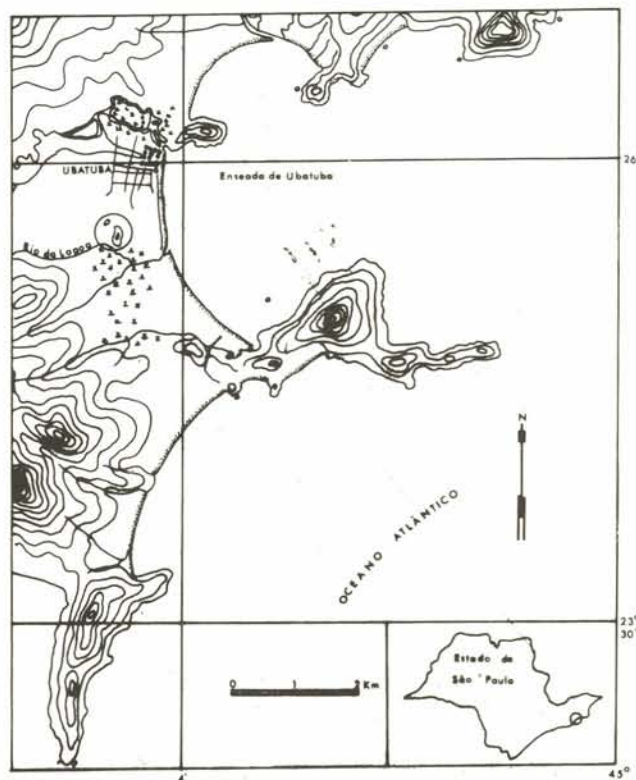 26'
UBATUBA
Enseada de Ubatuba
Rio da Lagoa
N
OCEANO ATLÂNTICO
23°
30'
0 1 2 Km
Estado de
São Paulo
4'
45°